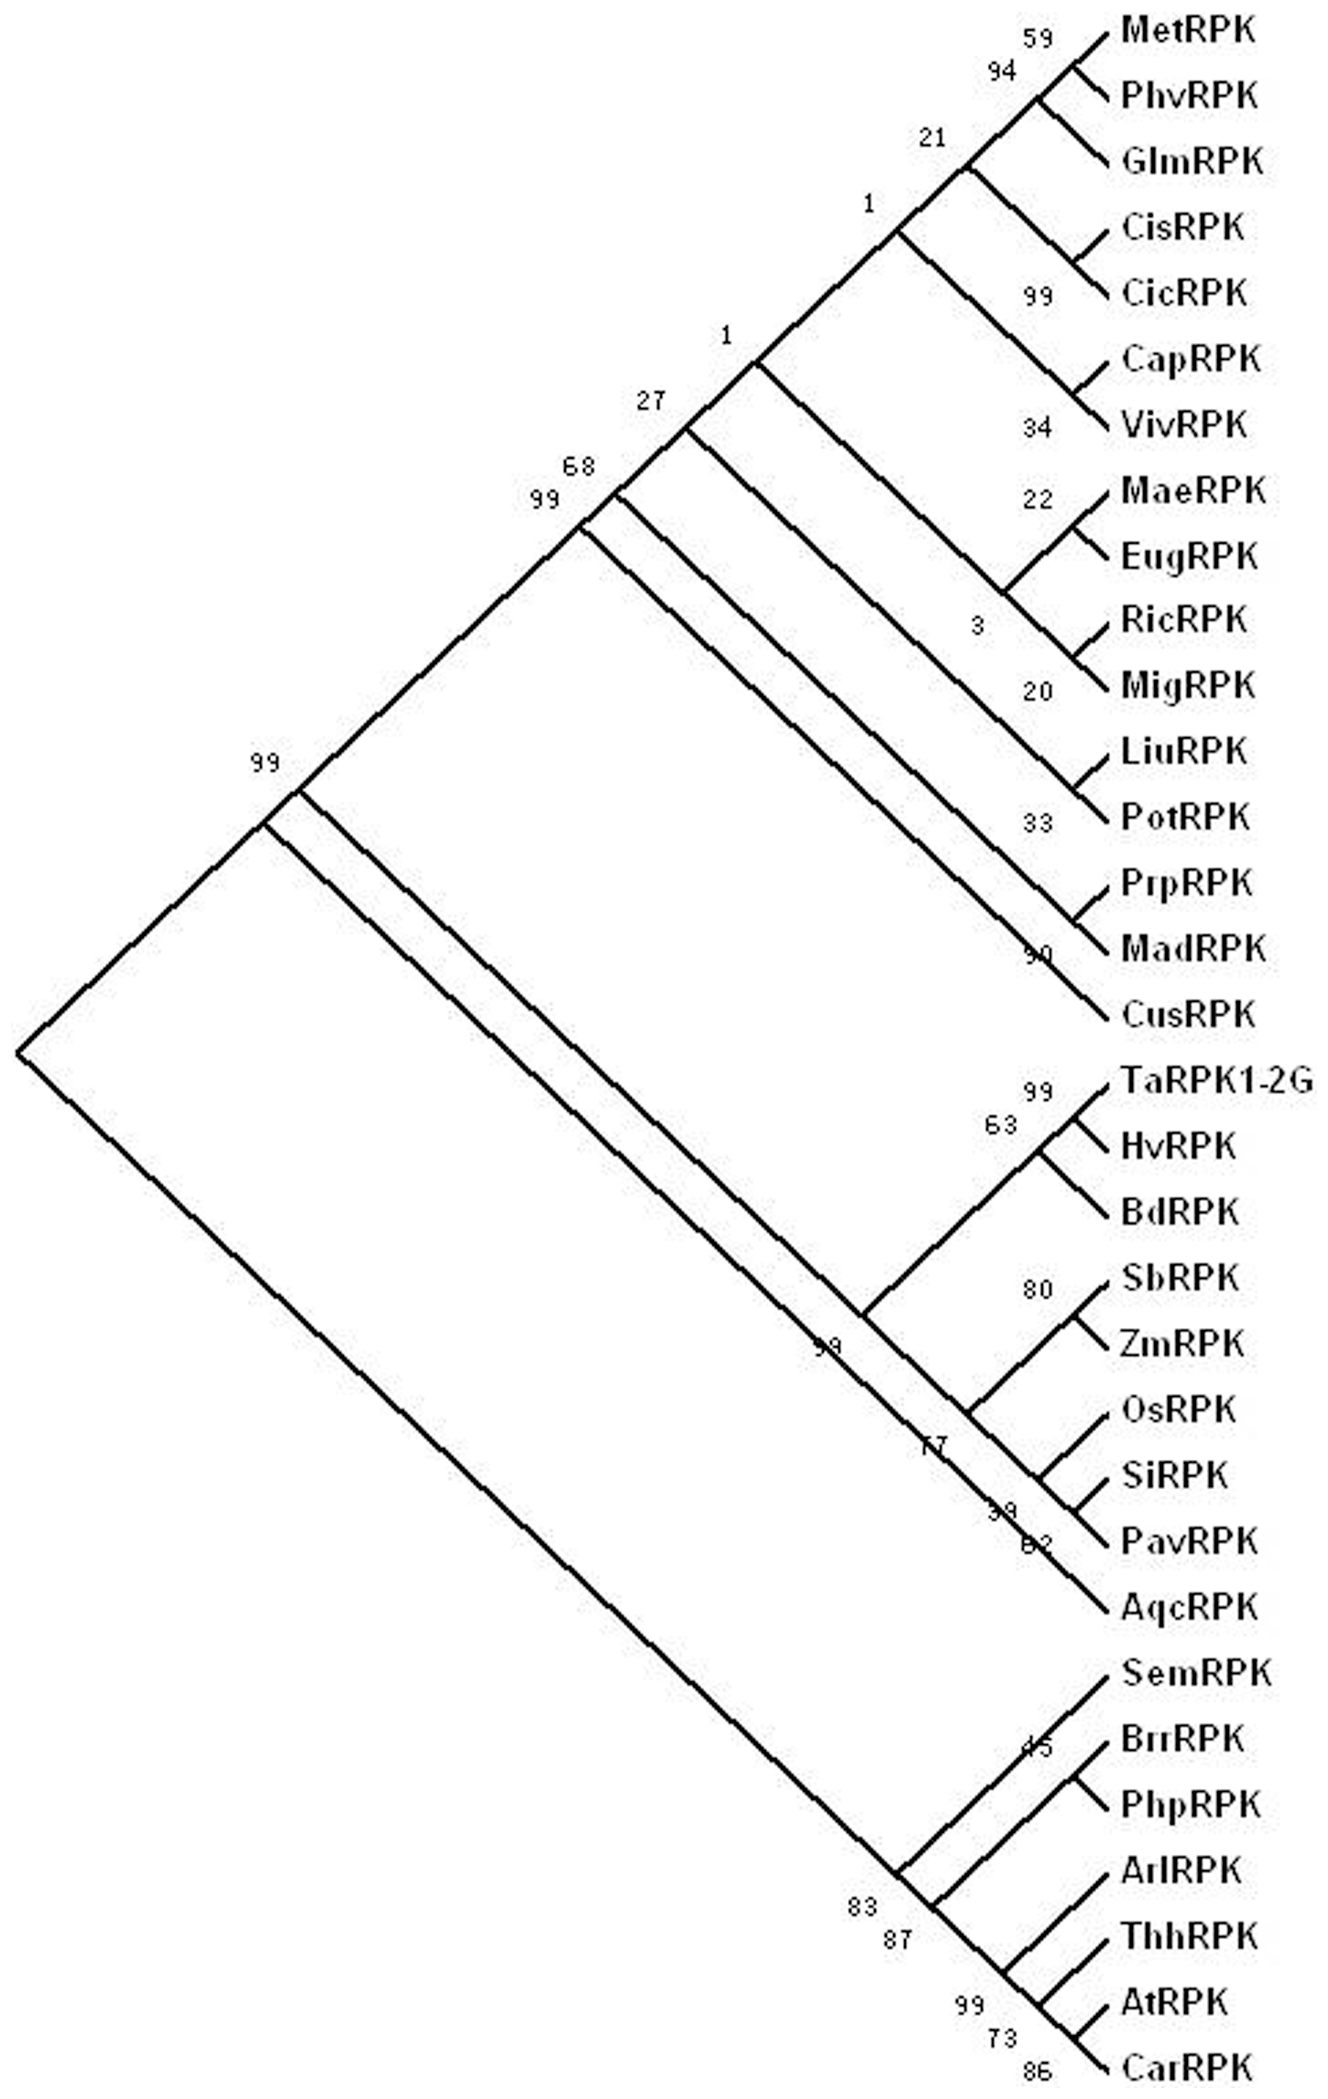 MetRPK
59
94
PhvRPK
21
GlmRPK
1
CisRPK
99
CicRPK
1
CapRPK
27
34
VivRPK
68
99
22
MaeRPK
EugRPK
3
RicRPK
20
MigRPK
99
LiuRPK
33
PotRPK
PrpRPK
90
MadRPK
CusRPK
99
TaRPK1-2G
63
HvRPK
BdRPK
80
SbRPK
99
ZmRPK
77
OsRPK
39
SiRPK
62
PavRPK
AqcRPK
SemRPK
45
BrrRPK
PhpRPK
83
ArlRPK
87
ThhRPK
99
AtRPK
73
86
CarRPK